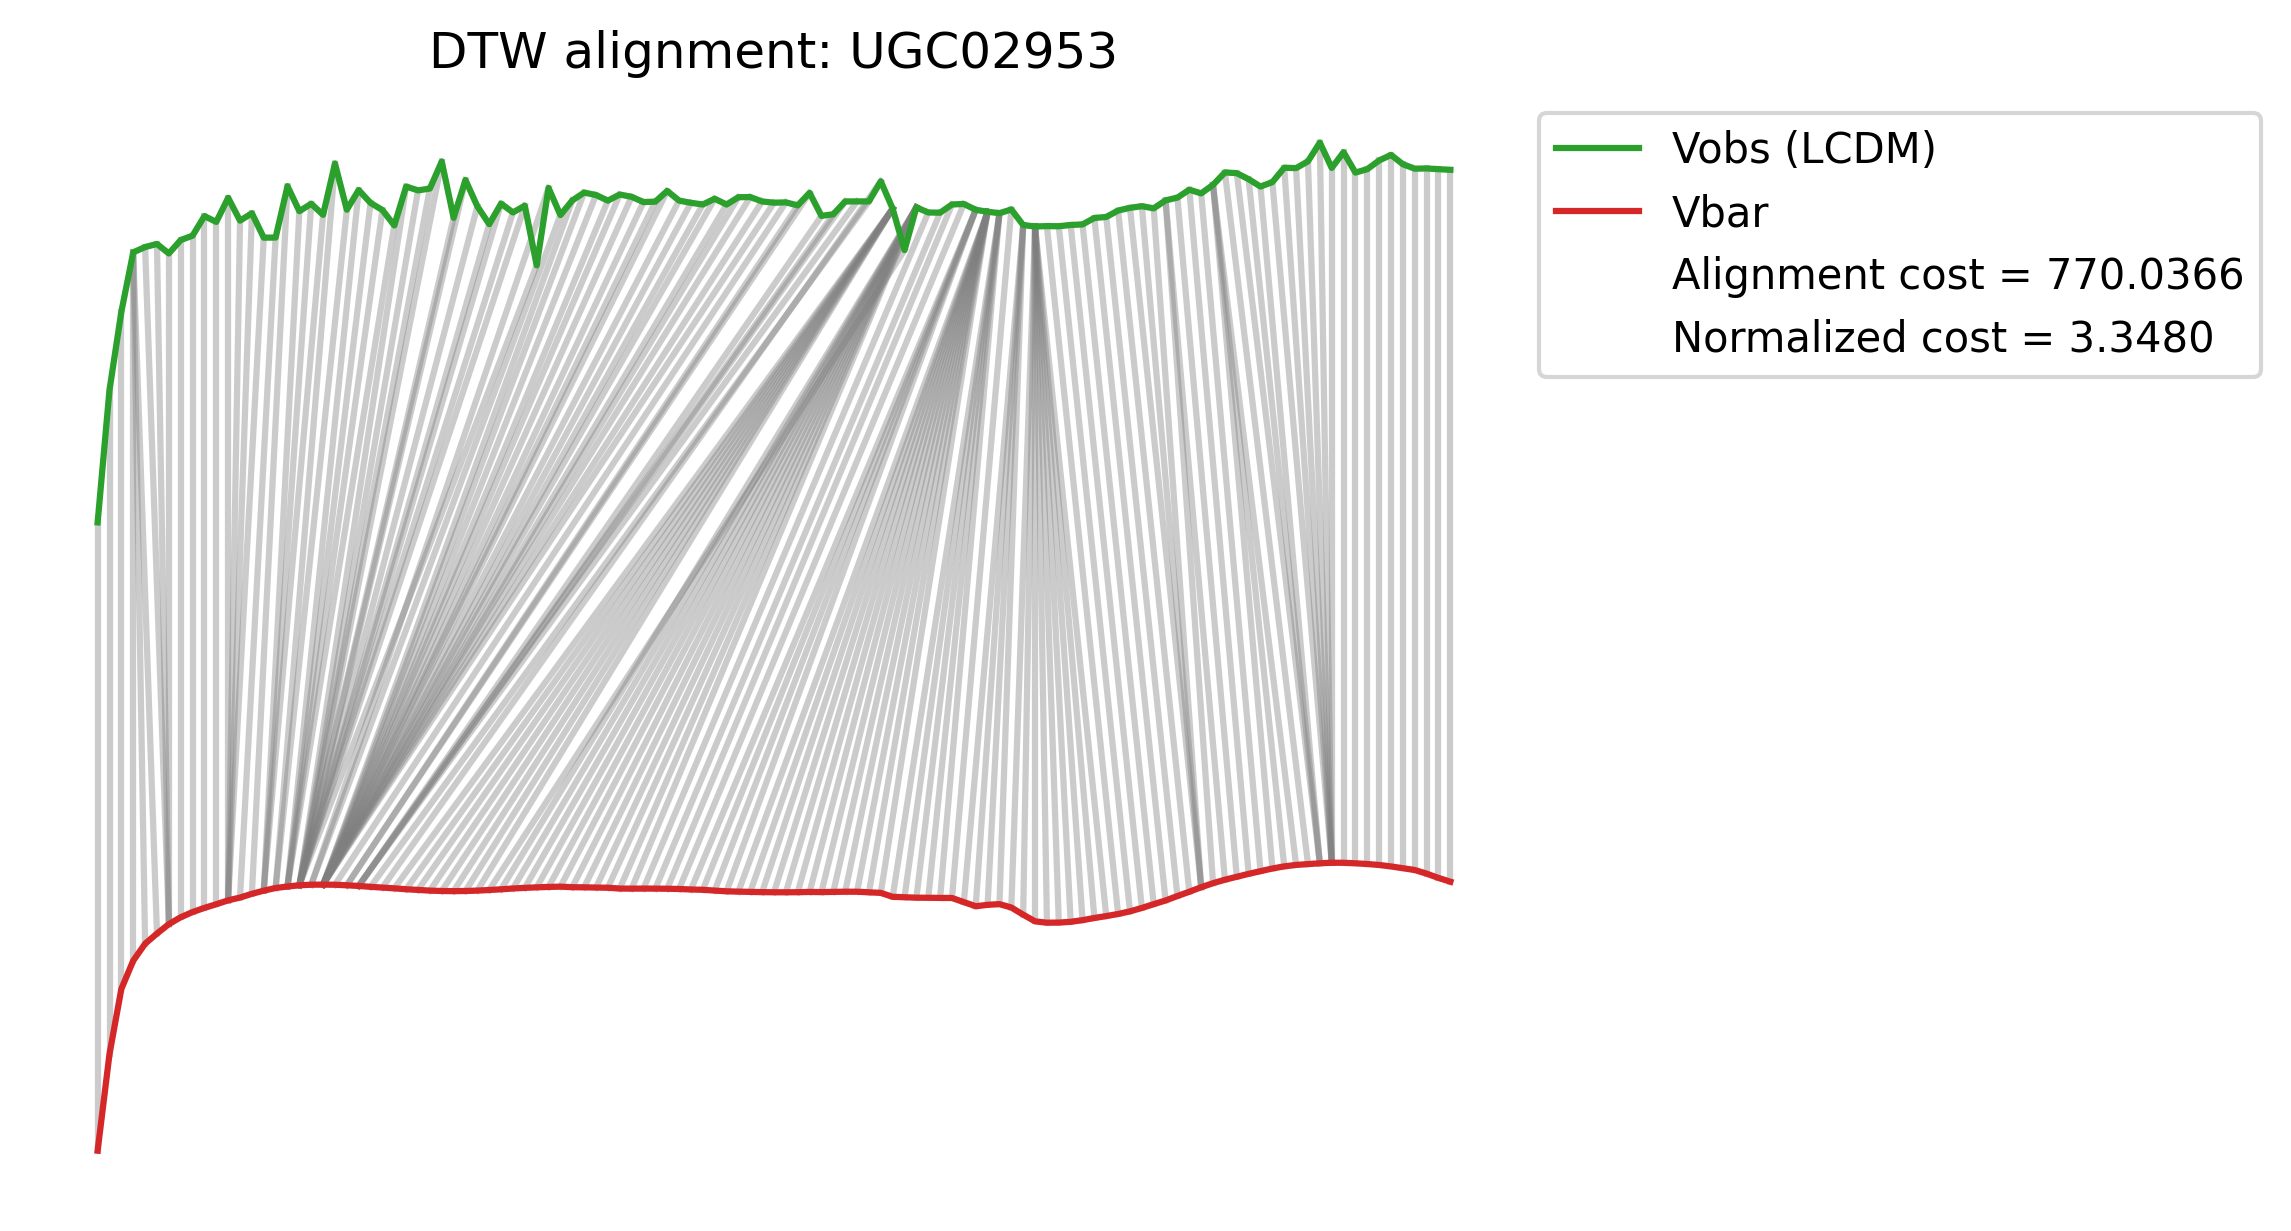 DTW alignment: UGC02953
Vobs (LCDM)
Vbar
Alignment cost = 770.0366
Normalized cost = 3.3480